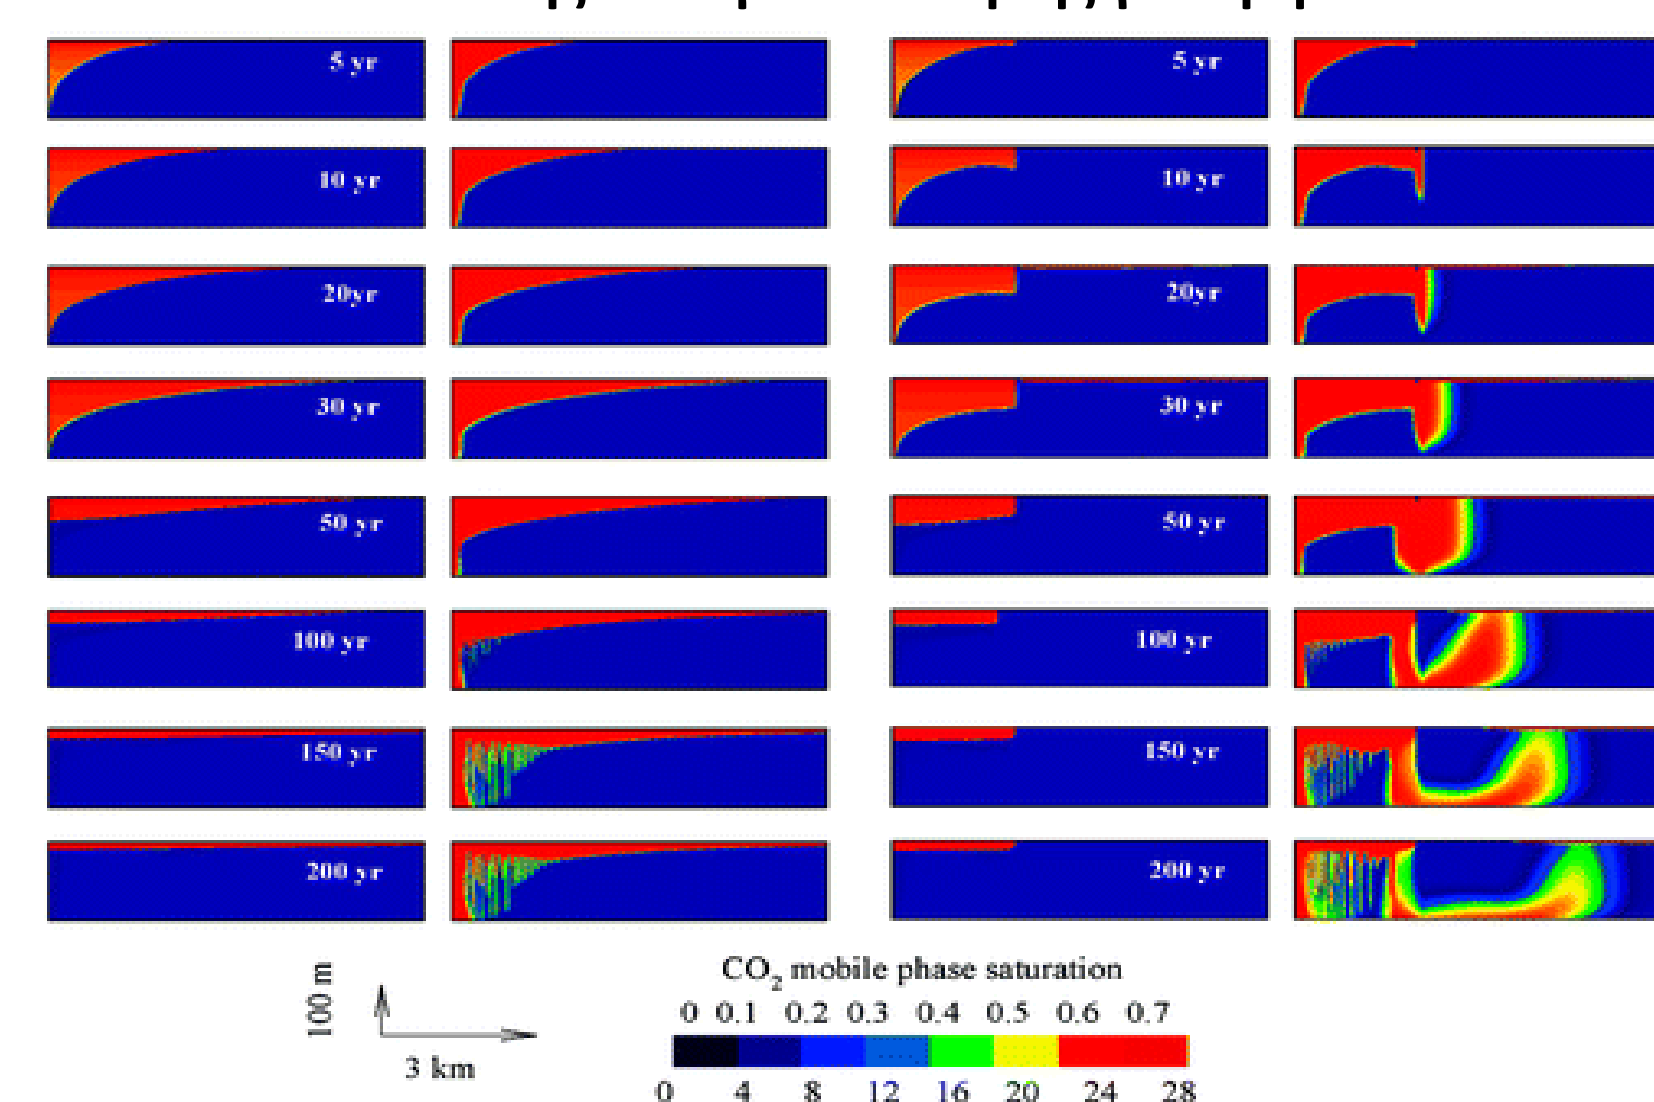 5 yr 5 yr
10 yr 10 yr
20yr 20yr
30 yr 30 yr
50 yr 50 yr
100 yr 100 yr
150 yr 150 yr
200 yr 200 yr
100 m
3 km
CO2 mobile phase saturation
0 0.1 0.2 0.3 0.4 0.5 0.6 0.7
0 4 8 12 16 20 24 28